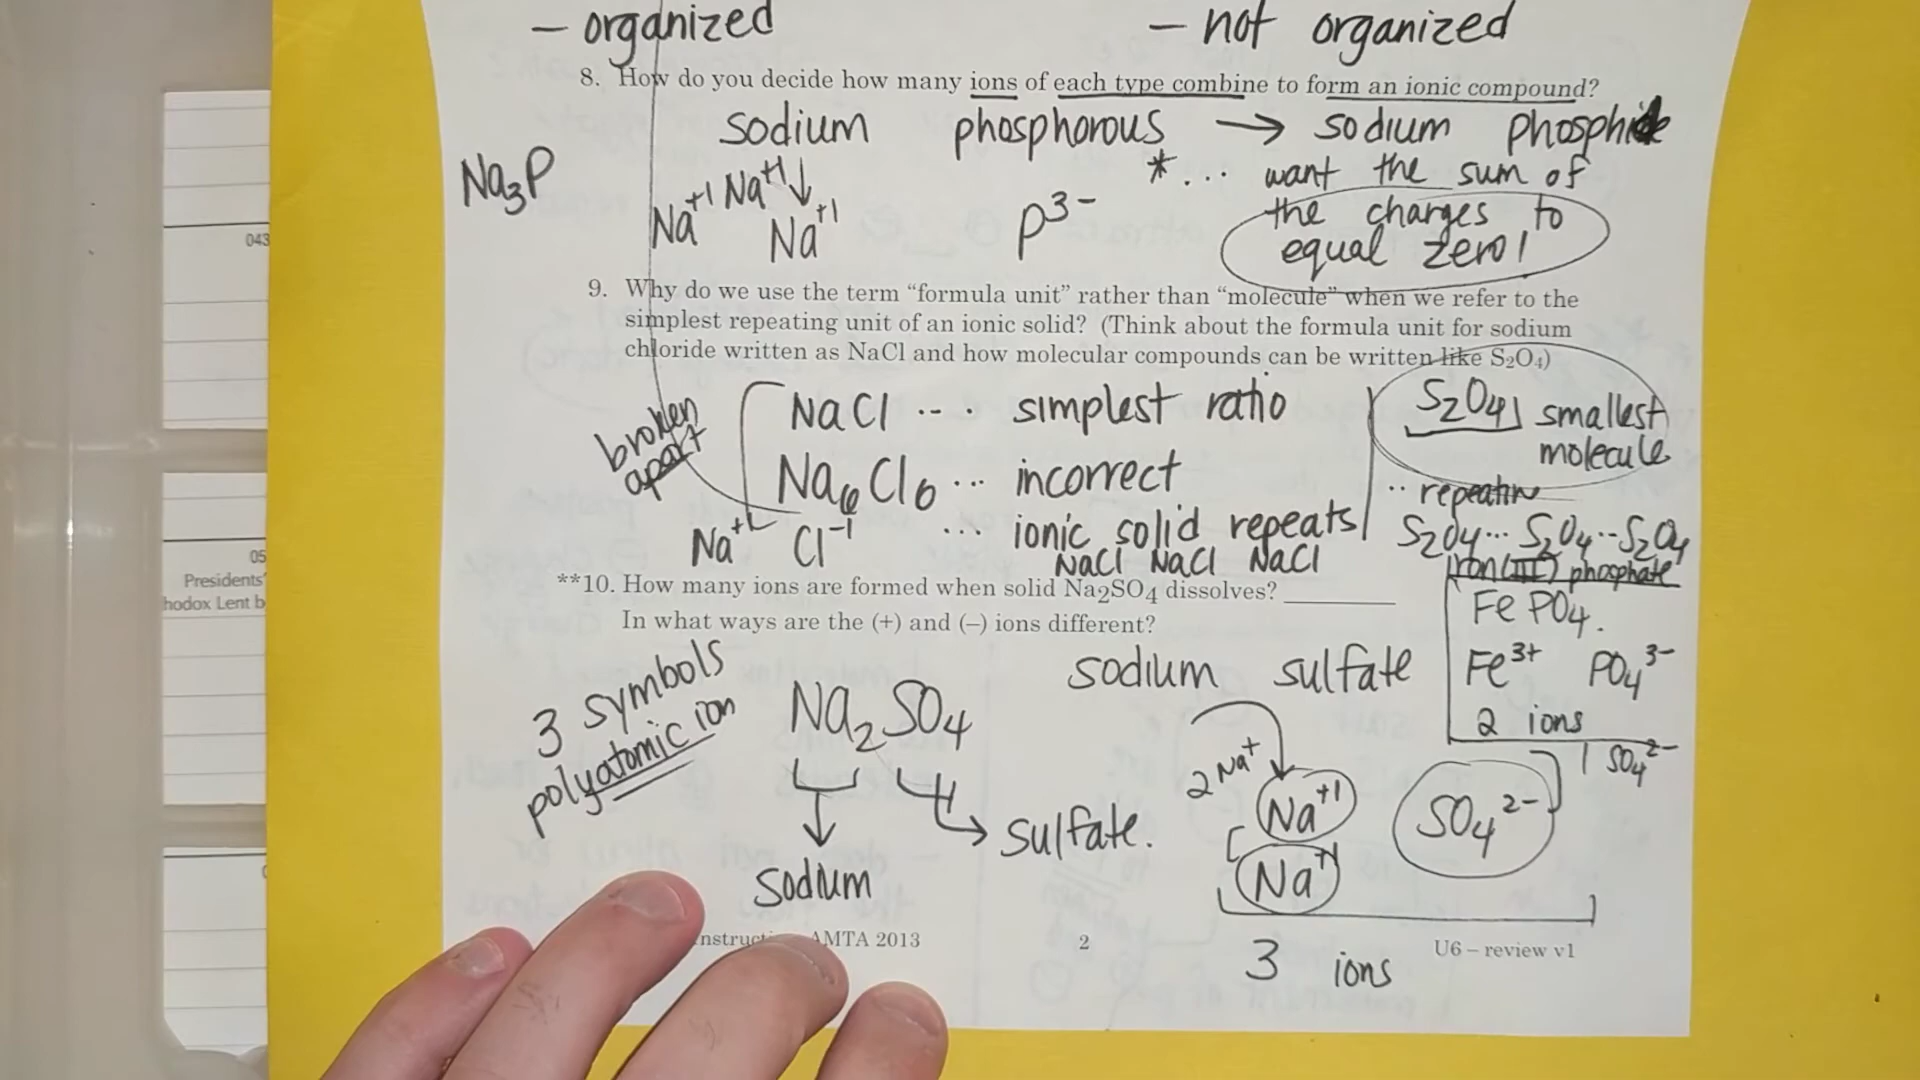 – organized
– not organized
8. How do you decide how many ions of each type combine to form an ionic compound?
sodium phosphorous → sodium phosphide
Na₃P
Na⁺¹ Na⁺¹ Na⁺¹ P³⁻
*... want the sum of
the charges to
equal zero!
9. Why do we use the term “formula unit” rather than “molecule” when we refer to the
simplest repeating unit of an ionic solid? (Think about the formula unit for sodium
chloride written as NaCl and how molecular compounds can be written like S₂O₄)
broken
apart
NaCl ... simplest ratio
Na₆Cl₆ ... incorrect
Na⁺¹ Cl⁻¹ ... ionic solid repeats
NaCl NaCl NaCl
S₂O₄ smallest
molecule
S₂O₄... S₂O₄..S₂O₄
**10. How many ions are formed when solid Na₂SO₄ dissolves? ________
In what ways are the (+) and (–) ions different?
iron(III) phosphate
FePO₄.
Fe³⁺ PO₄³⁻
2 ions
3 symbols
polyatomic ion
Na₂SO₄
sodium
sulfate.
sodium sulfate
2 Na⁺ 1 SO₄²⁻
Na⁺¹ SO₄²⁻
Na⁺¹
3 ions
043
05
Presidents'
hodox Lent b
AMTA 2013
2
U6 – review v1